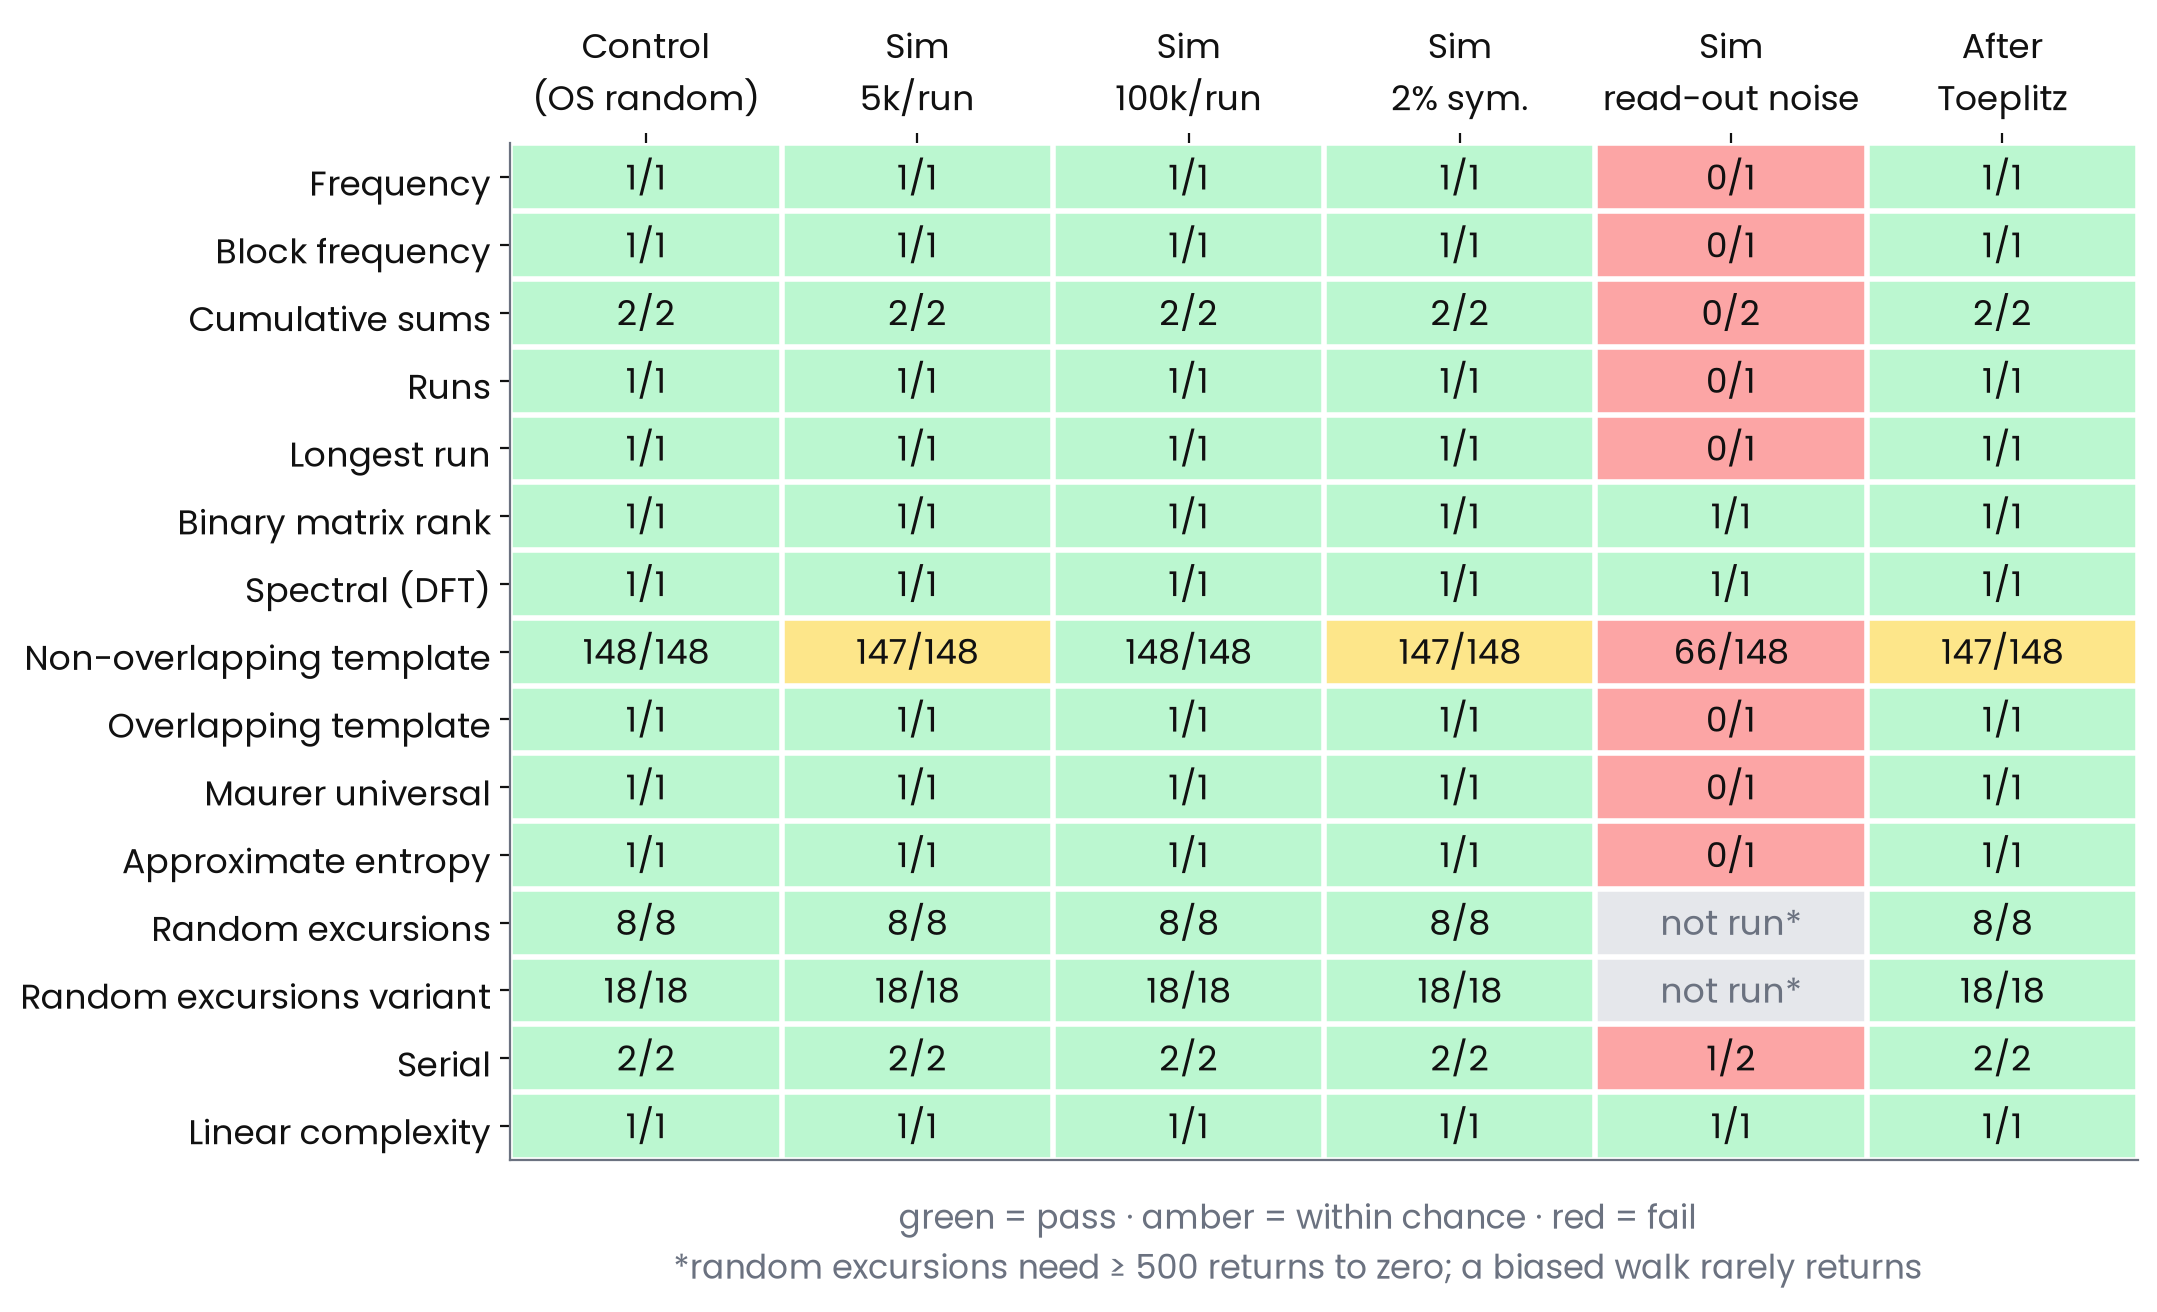 Control Sim Sim Sim Sim After
(OS random) 5k/run 100k/run 2% sym. read-out noise Toeplitz
Frequency 1/1 1/1 1/1 1/1 0/1 1/1
Block frequency 1/1 1/1 1/1 1/1 0/1 1/1
Cumulative sums 2/2 2/2 2/2 2/2 0/2 2/2
Runs 1/1 1/1 1/1 1/1 0/1 1/1
Longest run 1/1 1/1 1/1 1/1 0/1 1/1
Binary matrix rank 1/1 1/1 1/1 1/1 1/1 1/1
Spectral (DFT) 1/1 1/1 1/1 1/1 1/1 1/1
Non-overlapping template 148/148 147/148 148/148 147/148 66/148 147/148
Overlapping template 1/1 1/1 1/1 1/1 0/1 1/1
Maurer universal 1/1 1/1 1/1 1/1 0/1 1/1
Approximate entropy 1/1 1/1 1/1 1/1 0/1 1/1
Random excursions 8/8 8/8 8/8 8/8 not run* 8/8
Random excursions variant 18/18 18/18 18/18 18/18 not run* 18/18
Serial 2/2 2/2 2/2 2/2 1/2 2/2
Linear complexity 1/1 1/1 1/1 1/1 1/1 1/1
green = pass · amber = within chance · red = fail
*random excursions need ≥ 500 returns to zero; a biased walk rarely returns